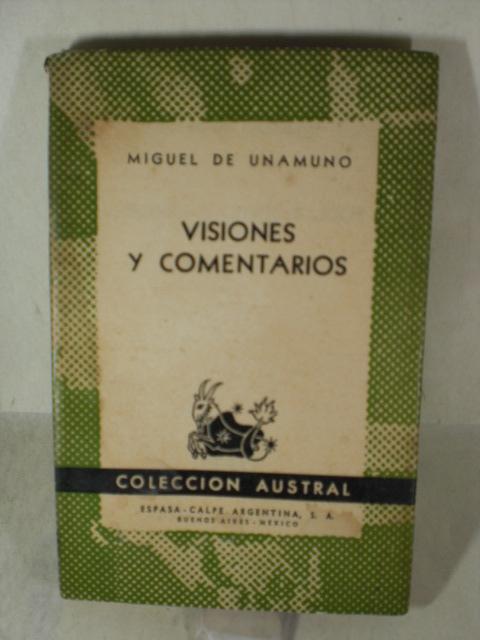 MIGUEL DE UNAMUNO
VISIONES
Y COMENTARIOS
COLECCION AUSTRAL
ESPASA-CALPE ARGENTINA, S. A.
BUENOS AIRES - MEXICO